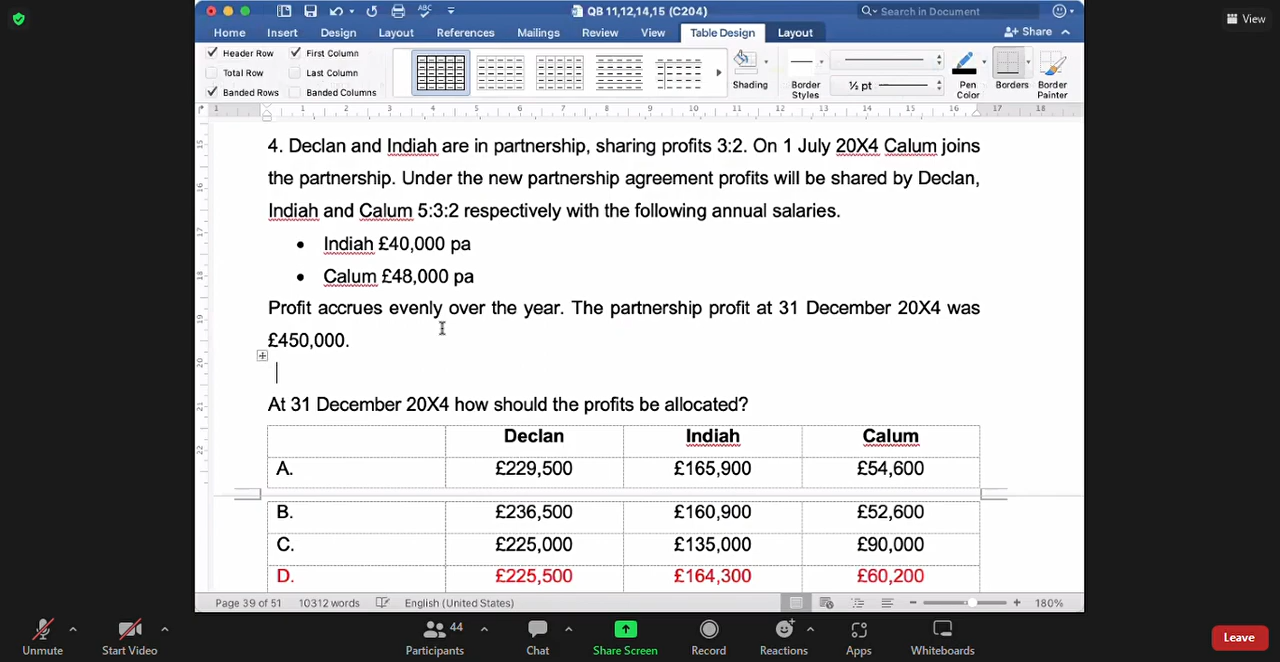 QB 11,12,14,15 (C204)
Search in Document
View
Home Insert Design Layout References Mailings Review View Table Design Layout
Share
Header Row First Column
Total Row Last Column
Banded Rows Banded Columns
Shading
Border Styles
½ pt
Pen Color
Borders
Border Painter
4. Declan and Indiah are in partnership, sharing profits 3:2. On 1 July 20X4 Calum joins
the partnership. Under the new partnership agreement profits will be shared by Declan,
Indiah and Calum 5:3:2 respectively with the following annual salaries.
• Indiah £40,000 pa
• Calum £48,000 pa
Profit accrues evenly over the year. The partnership profit at 31 December 20X4 was
£450,000.
At 31 December 20X4 how should the profits be allocated?
Declan Indiah Calum
A. £229,500 £165,900 £54,600
B. £236,500 £160,900 £52,600
C. £225,000 £135,000 £90,000
D. £225,500 £164,300 £60,200
Page 39 of 51 10312 words English (United States) 180%
44
Unmute Start Video Participants Chat Share Screen Record Reactions Apps Whiteboards Leave